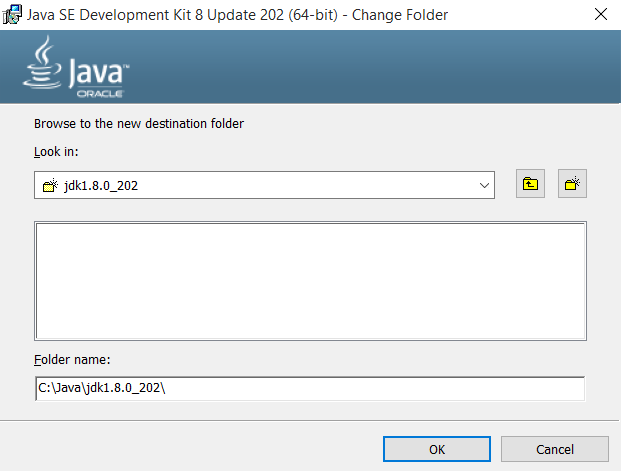 Java SE Development Kit 8 Update 202 (64-bit) - Change Folder
Java™
ORACLE
Browse to the new destination folder
Look in:
jdk1.8.0_202
Folder name:
C:\Java\jdk1.8.0_202\
OK Cancel